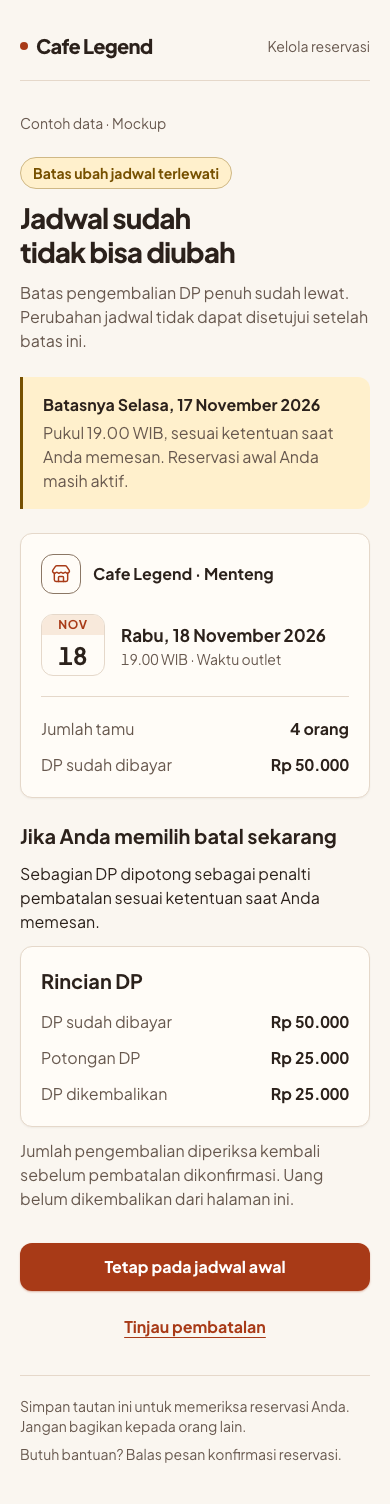 Cafe Legend
Kelola reservasi
Contoh data · Mockup
Batas ubah jadwal terlewati
Jadwal sudah
tidak bisa diubah
Batas pengembalian DP penuh sudah lewat.
Perubahan jadwal tidak dapat disetujui setelah
batas ini.
Batasnya Selasa, 17 November 2026
Pukul 19.00 WIB, sesuai ketentuan saat
Anda memesan. Reservasi awal Anda
masih aktif.
Cafe Legend · Menteng
NOV
18
Rabu, 18 November 2026
19.00 WIB · Waktu outlet
Jumlah tamu 4 orang
DP sudah dibayar Rp 50.000
Jika Anda memilih batal sekarang
Sebagian DP dipotong sebagai penalti
pembatalan sesuai ketentuan saat Anda
memesan.
Rincian DP
DP sudah dibayar Rp 50.000
Potongan DP Rp 25.000
DP dikembalikan Rp 25.000
Jumlah pengembalian diperiksa kembali
sebelum pembatalan dikonfirmasi. Uang
belum dikembalikan dari halaman ini.
Tetap pada jadwal awal
Tinjau pembatalan
Simpan tautan ini untuk memeriksa reservasi Anda.
Jangan bagikan kepada orang lain.
Butuh bantuan? Balas pesan konfirmasi reservasi.